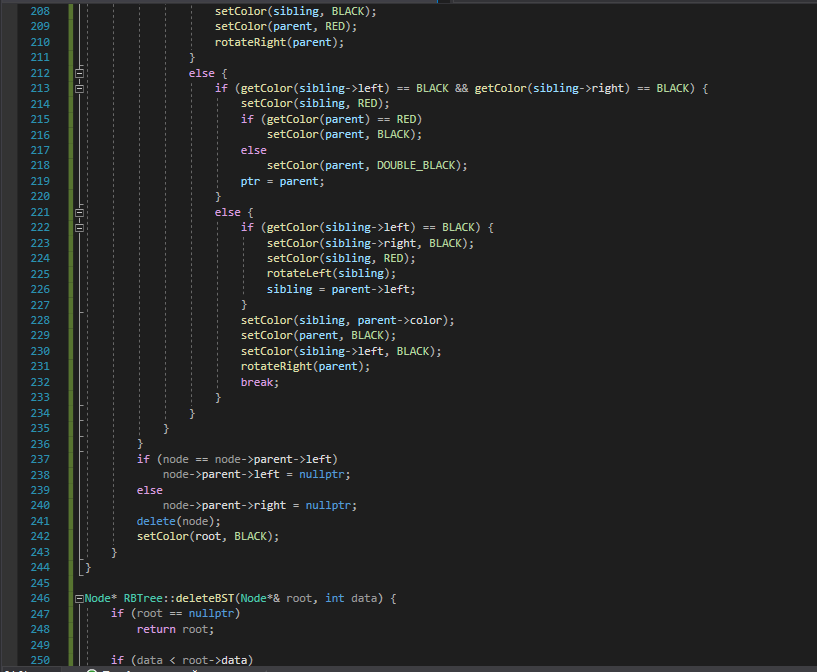 208 setColor(sibling, BLACK);
209 setColor(parent, RED);
210 rotateRight(parent);
211 }
212 else {
213 if (getColor(sibling->left) == BLACK && getColor(sibling->right) == BLACK) {
214 setColor(sibling, RED);
215 if (getColor(parent) == RED)
216 setColor(parent, BLACK);
217 else
218 setColor(parent, DOUBLE_BLACK);
219 ptr = parent;
220 }
221 else {
222 if (getColor(sibling->left) == BLACK) {
223 setColor(sibling->right, BLACK);
224 setColor(sibling, RED);
225 rotateLeft(sibling);
226 sibling = parent->left;
227 }
228 setColor(sibling, parent->color);
229 setColor(parent, BLACK);
230 setColor(sibling->left, BLACK);
231 rotateRight(parent);
232 break;
233 }
234 }
235 }
236 }
237 if (node == node->parent->left)
238 node->parent->left = nullptr;
239 else
240 node->parent->right = nullptr;
241 delete(node);
242 setColor(root, BLACK);
243 }
244 }
245
246 Node* RBTree::deleteBST(Node*& root, int data) {
247 if (root == nullptr)
248 return root;
249
250 if (data < root->data)